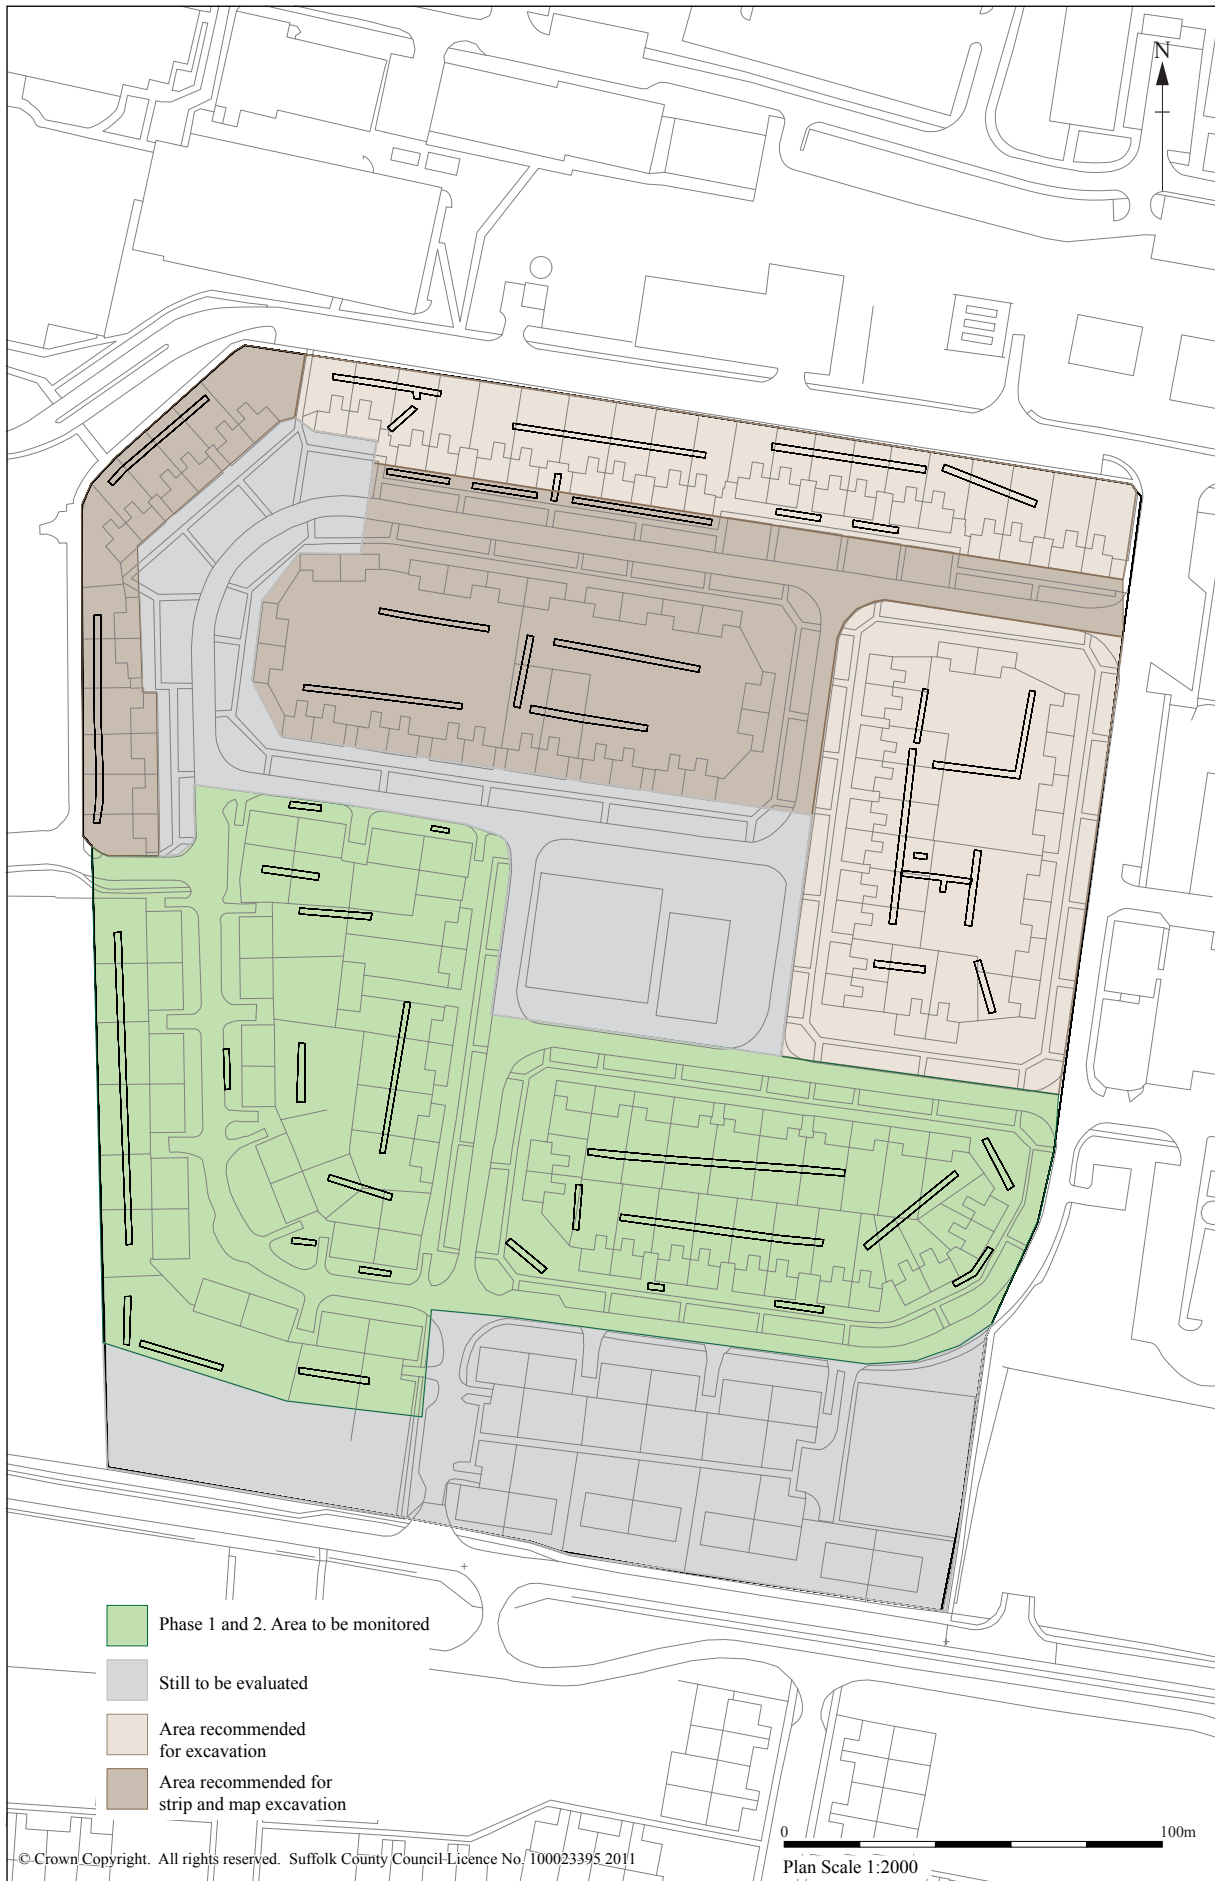 N
Phase 1 and 2. Area to be monitored
Still to be evaluated
Area recommended
for excavation
Area recommended for
strip and map excavation
0
100m
© Crown Copyright. All rights reserved. Suffolk County Council Licence No. 100023395 2011
Plan Scale 1:2000